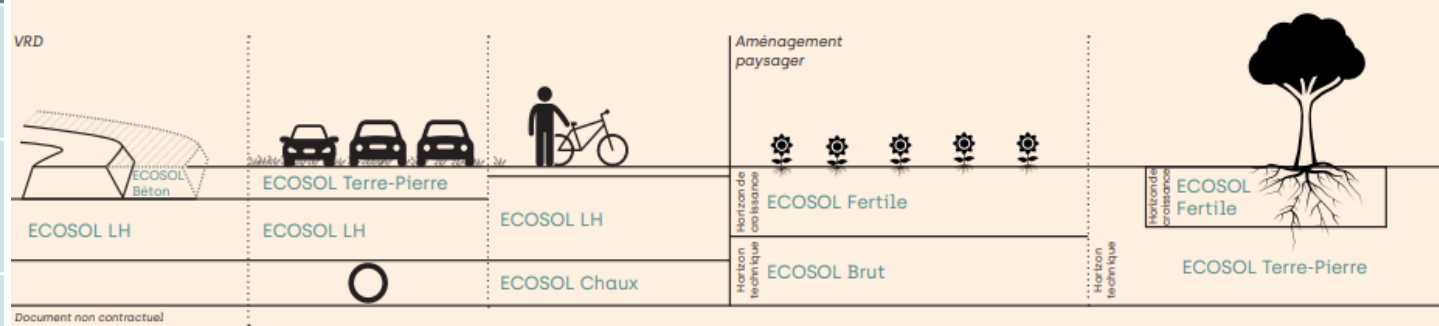 VRD
ECOSOL
Béton
ECOSOL LH
ECOSOL Terre-Pierre
ECOSOL LH
ECOSOL LH
ECOSOL Chaux
Aménagement
paysager
Horizon de
croissance
ECOSOL Fertile
Horizon
technique
ECOSOL Brut
Horizon de
croissance
ECOSOL
Fertile
Horizon
technique
ECOSOL Terre-Pierre
Document non contractuel